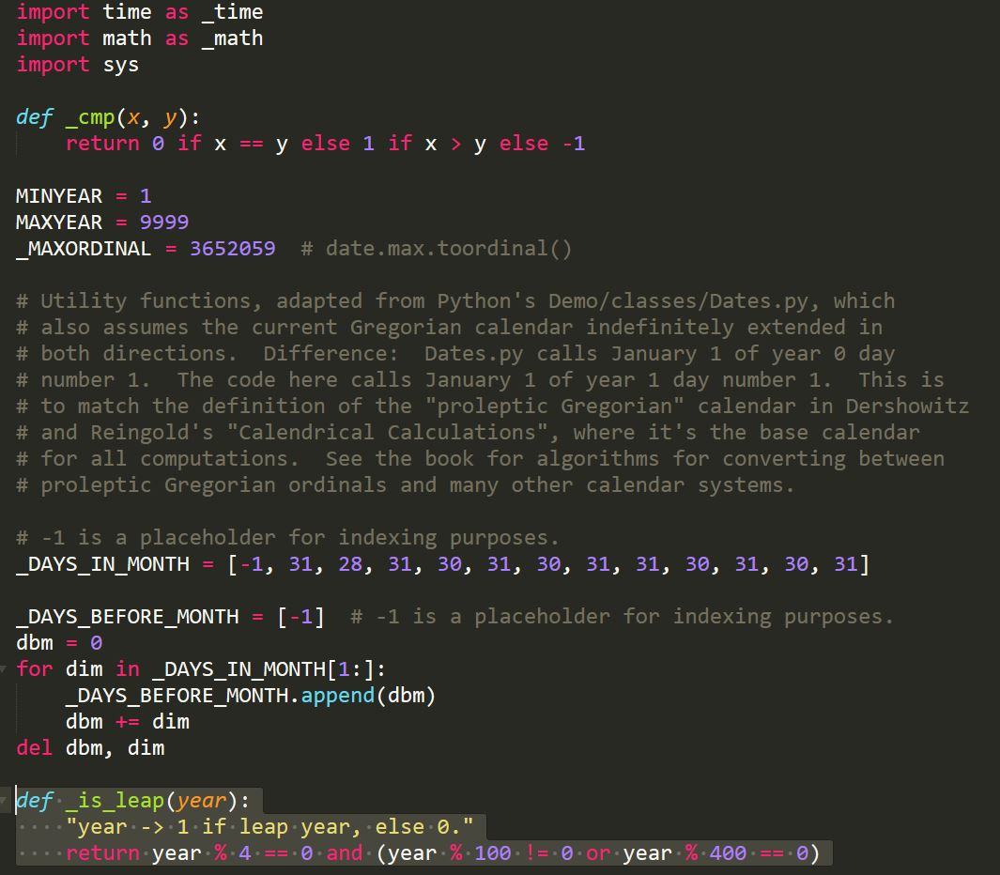 import time as _time
import math as _math
import sys
def _cmp(x, y):
    return 0 if x == y else 1 if x > y else -1
MINYEAR = 1
MAXYEAR = 9999
_MAXORDINAL = 3652059  # date.max.toordinal()
# Utility functions, adapted from Python's Demo/classes/Dates.py, which
# also assumes the current Gregorian calendar indefinitely extended in
# both directions.  Difference:  Dates.py calls January 1 of year 0 day
# number 1.  The code here calls January 1 of year 1 day number 1.  This is
# to match the definition of the "proleptic Gregorian" calendar in Dershowitz
# and Reingold's "Calendrical Calculations", where it's the base calendar
# for all computations.  See the book for algorithms for converting between
# proleptic Gregorian ordinals and many other calendar systems.
# -1 is a placeholder for indexing purposes.
_DAYS_IN_MONTH = [-1, 31, 28, 31, 30, 31, 30, 31, 31, 30, 31, 30, 31]
_DAYS_BEFORE_MONTH = [-1]  # -1 is a placeholder for indexing purposes.
dbm = 0
for dim in _DAYS_IN_MONTH[1:]:
    _DAYS_BEFORE_MONTH.append(dbm)
    dbm += dim
del dbm, dim
def _is_leap(year):
    "year -> 1 if leap year, else 0."
    return year % 4 == 0 and (year % 100 != 0 or year % 400 == 0)